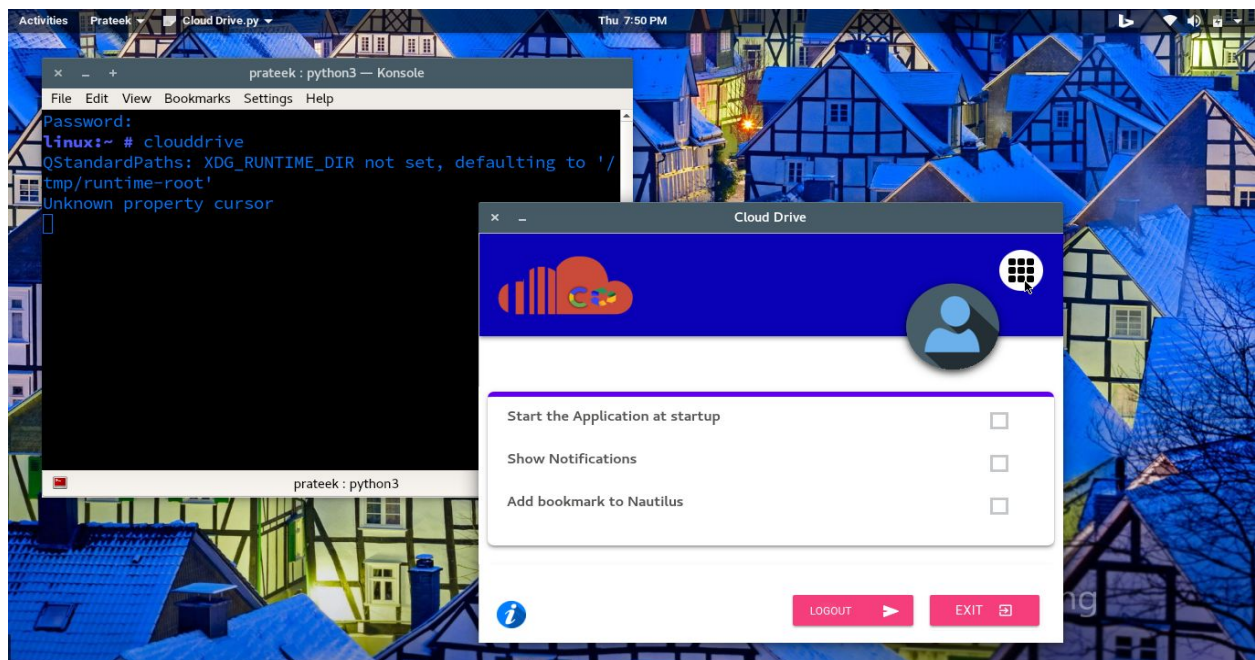 Activities Prateek Cloud Drive.py Thu 7:50 PM
prateek : python3 — Konsole
File Edit View Bookmarks Settings Help
Password:
linux:~ # clouddrive
QStandardPaths: XDG_RUNTIME_DIR not set, defaulting to '/
tmp/runtime-root'
Unknown property cursor
prateek : python3
Cloud Drive
Start the Application at startup
Show Notifications
Add bookmark to Nautilus
LOGOUT
EXIT
ng